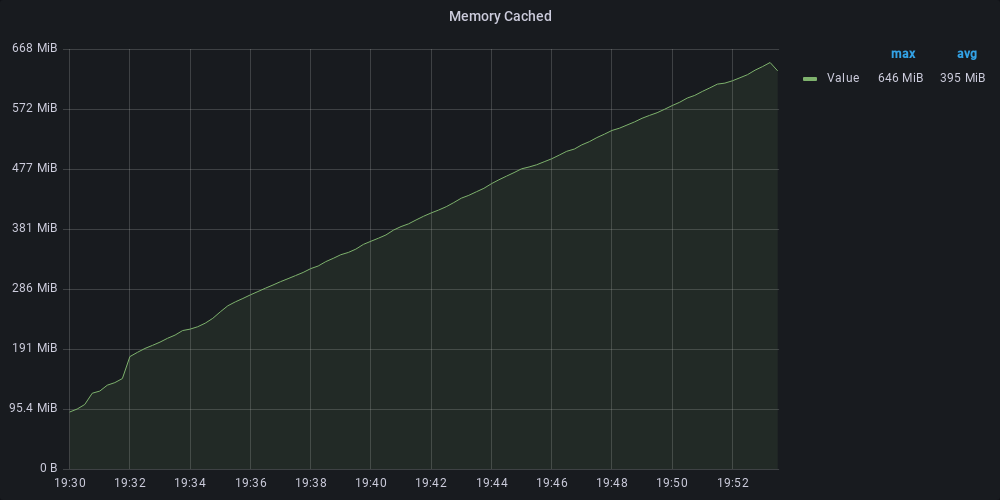 Memory Cached
668 MiB
572 MiB
477 MiB
381 MiB
286 MiB
191 MiB
95.4 MiB
0 B
19:30 19:32 19:34 19:36 19:38 19:40 19:42 19:44 19:46 19:48 19:50 19:52
max avg
Value 646 MiB 395 MiB